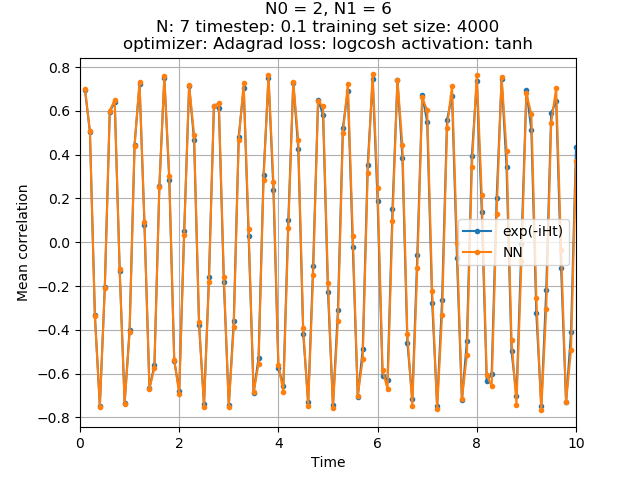 N0 = 2, N1 = 6
N: 7 timestep: 0.1 training set size: 4000
optimizer: Adagrad loss: logcosh activation: tanh
0.8
0.6
0.4
0.2
0.0
−0.2
−0.4
−0.6
−0.8
Mean correlation
exp(-iHt)
NN
0 2 4 6 8 10
Time